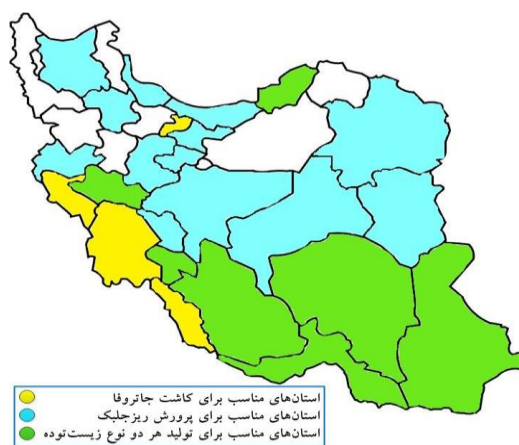 استان‌های مناسب برای کاشت جاتروفا
استان‌های مناسب برای پرورش ریزجلبک
استان‌های مناسب برای تولید هر دو نوع زیست‌توده